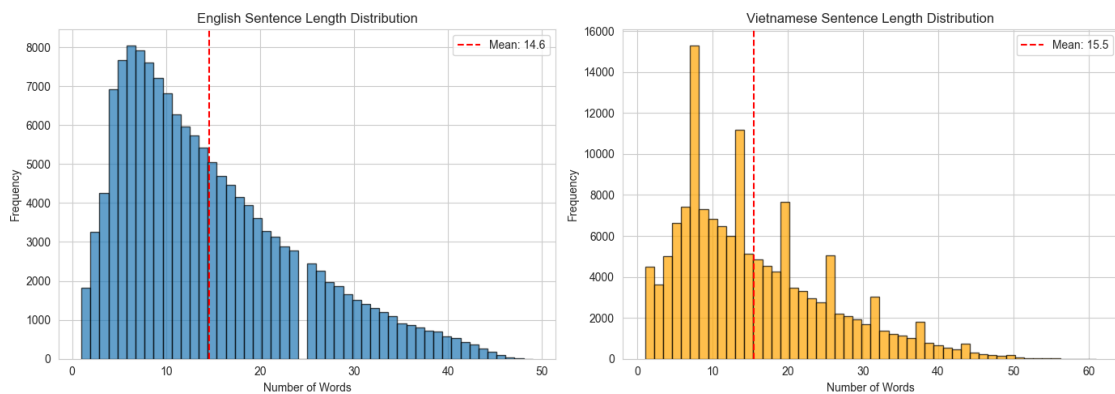 English Sentence Length Distribution
Mean: 14.6
8000
7000
6000
5000
4000
3000
2000
1000
0
Frequency
0 10 20 30 40 50
Number of Words
Vietnamese Sentence Length Distribution
Mean: 15.5
16000
14000
12000
10000
8000
6000
4000
2000
0
Frequency
0 10 20 30 40 50 60
Number of Words